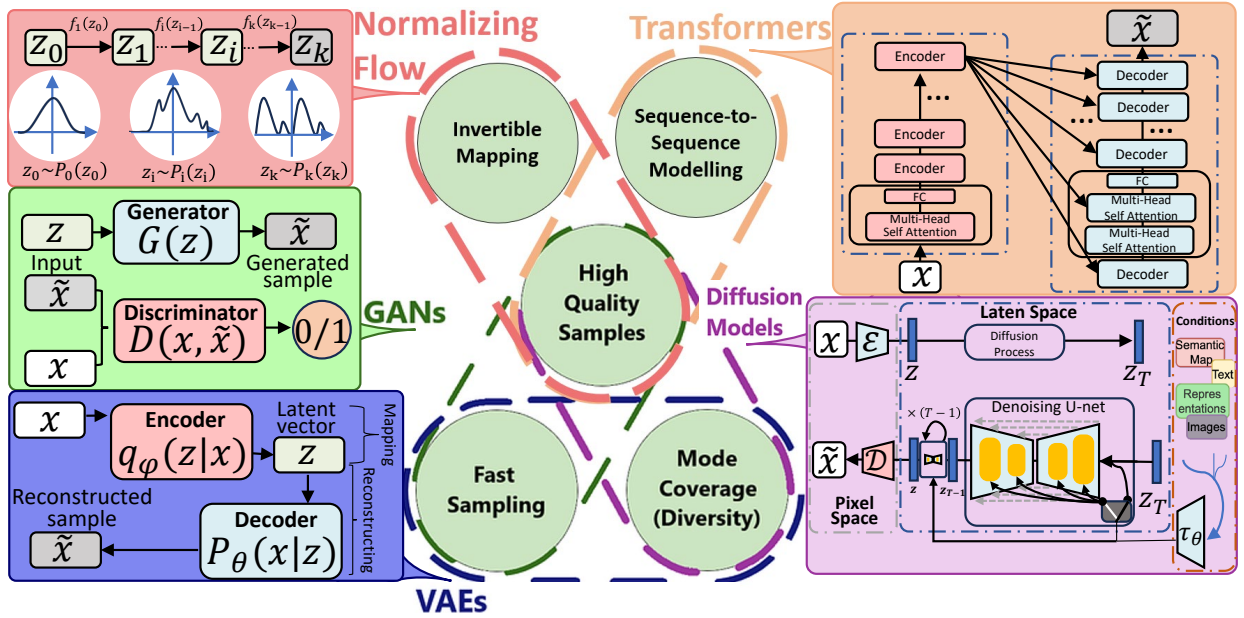 f₁(z₀) fᵢ(zᵢ₋₁) fₖ(zₖ₋₁)
z₀ z₁ ... zᵢ ... zₖ
z₀~P₀(z₀) zᵢ~Pᵢ(zᵢ) zₖ~Pₖ(zₖ)
Normalizing
Flow
Transformers
Invertible
Mapping
Sequence-to-
Sequence
Modelling
High
Quality
Samples
Fast
Sampling
Mode
Coverage
(Diversity)
x̃
Encoder
...
Encoder
Encoder
FC
Multi-Head
Self Attention
x
Decoder
Decoder
... ...
Decoder
FC
Multi-Head
Self Attention
Multi-Head
Self Attention
Decoder
z
Input
Generator
G(z)
x̃
Generated
sample
x̃
x
Discriminator
D(x, x̃)
0/1
GANs
x
Encoder
qφ(z|x)
Latent
vector
z
Mapping
Reconstructing
Decoder
Pθ(x|z)
Reconstructed
sample
x̃
VAEs
Diffusion
Models
x
ℰ
z
Laten Space
Diffusion
Process
z_T
Conditions
Semantic
Map
Text
Repres
entations
Images
x̃
𝒟
Pixel
Space
×(T−1)
z
z_T−1
Denoising U-net
z_T
τθ